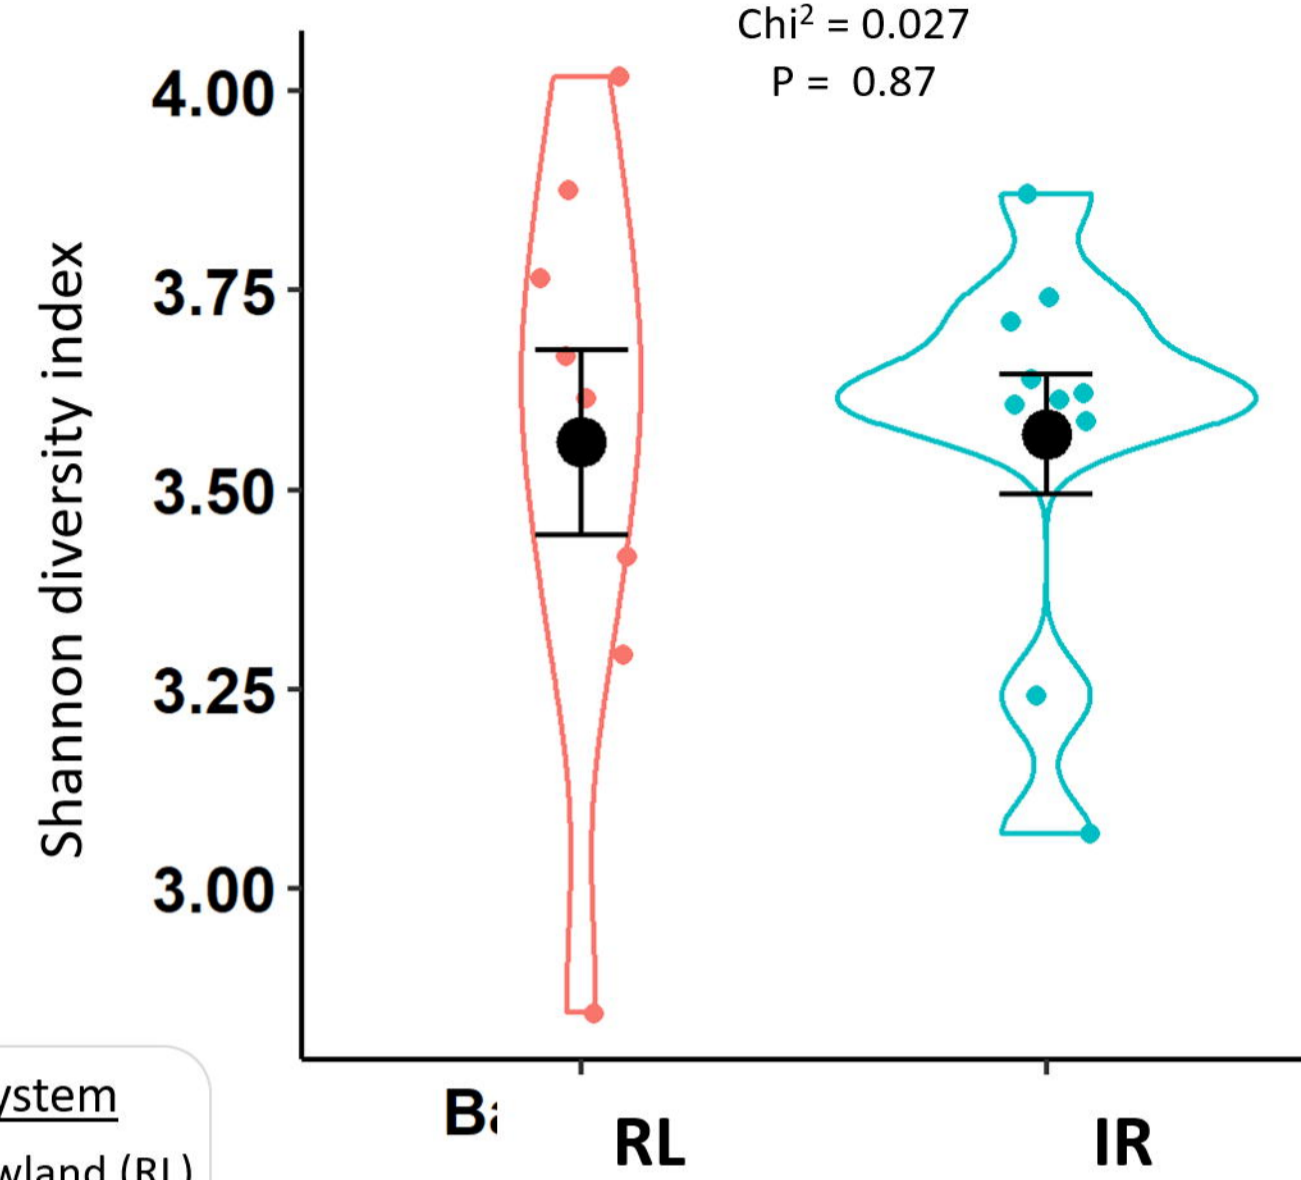 Chi² = 0.027
P = 0.87
4.00
3.75
3.50
3.25
3.00
Shannon diversity index
RL
IR
(RL)